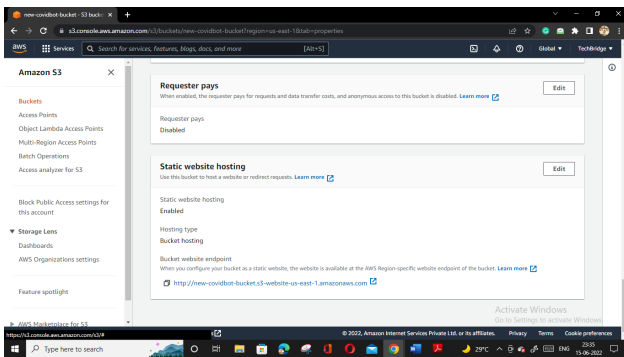 new-covidbot-bucket - S3 bucket
s3.console.aws.amazon.com/s3/buckets/new-covidbot-bucket?region=us-east-1&tab=properties
aws Services Search for services, features, blogs, docs, and more [Alt+S] Global TechBridge
Amazon S3
Buckets
Access Points
Object Lambda Access Points
Multi-Region Access Points
Batch Operations
Access analyzer for S3
Block Public Access settings for
this account
Storage Lens
Dashboards
AWS Organizations settings
Feature spotlight
AWS Marketplace for S3
Requester pays
Edit
When enabled, the requester pays for requests and data transfer costs, and anonymous access to this bucket is disabled. Learn more
Requester pays
Disabled
Static website hosting
Edit
Use this bucket to host a website or redirect requests. Learn more
Static website hosting
Enabled
Hosting type
Bucket hosting
Bucket website endpoint
When you configure your bucket as a static website, the website is available at the AWS Region-specific website endpoint of the bucket. Learn more
http://new-covidbot-bucket.s3-website-us-east-1.amazonaws.com
Activate Windows
Go to Settings to activate Windows.
https://s3.console.aws.amazon.com/s3/#
© 2022, Amazon Internet Services Private Ltd. or its affiliates. Privacy Terms Cookie preferences
Type here to search
29°C
ENG
23:35
15-06-2022